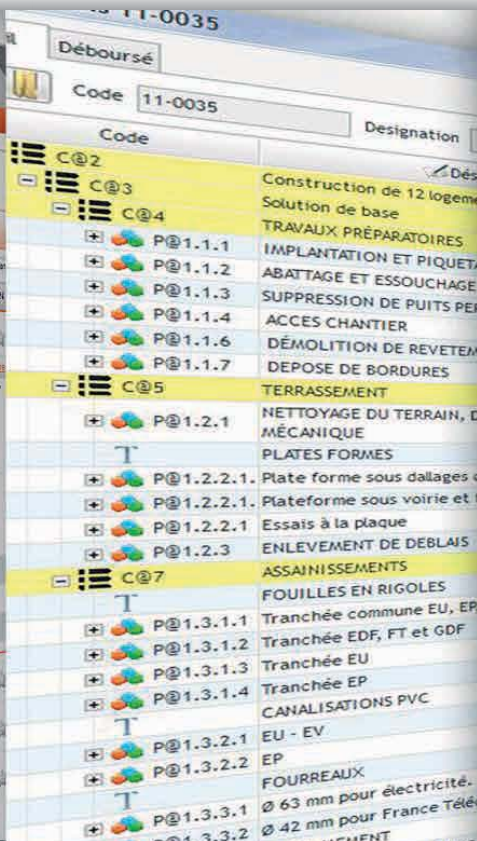 11-0035
Déboursé
Code 11-0035 Designation
Code
C@2 Construction de 12
C@3 Solution de base
C@4 TRAVAUX PRÉPARATOIRES
P@1.1.1 IMPLANTATION ET
P@1.1.2 ABATTAGE ET ESSOUCHAGE
P@1.1.3 SUPPRESSION DE PUITS
P@1.1.4 ACCES CHANTIER
P@1.1.6 DÉMOLITION DE
P@1.1.7 DEPOSE DE BORDURES
C@5 TERRASSEMENT
P@1.2.1 NETTOYAGE DU TERRAIN,
MÉCANIQUE
T PLATES FORMES
P@1.2.2.1. Plate forme sous dallages
P@1.2.2.1. Plateforme sous voirie et
P@1.2.2.1 Essais à la plaque
P@1.2.3 ENLEVEMENT DE DEBLAIS
C@7 ASSAINISSEMENTS
T FOUILLES EN RIGOLES
P@1.3.1.1 Tranchée commune EU, EP,
P@1.3.1.2 Tranchée EDF, FT et GDF
P@1.3.1.3 Tranchée EU
P@1.3.1.4 Tranchée EP
T CANALISATIONS PVC
P@1.3.2.1 EU - EV
P@1.3.2.2 EP
T FOURREAUX
P@1.3.3.1 Ø 63 mm pour électricité.
P@1.3.3.2 Ø 42 mm pour France